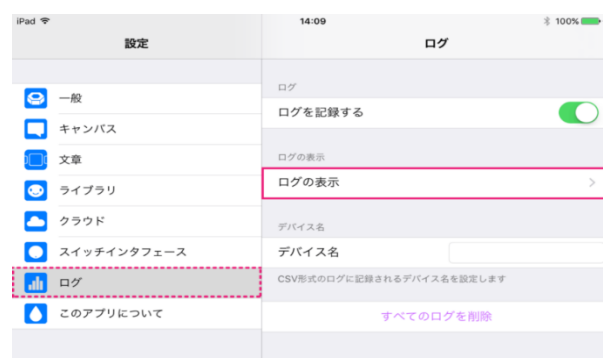 iPad 14:09 100%
設定
一般
キャンバス
文章
ライブラリ
クラウド
スイッチインタフェース
ログ
このアプリについて
ログ
ログ
ログを記録する
ログの表示
ログの表示
デバイス名
デバイス名
CSV形式のログに記録されるデバイス名を設定します
すべてのログを削除